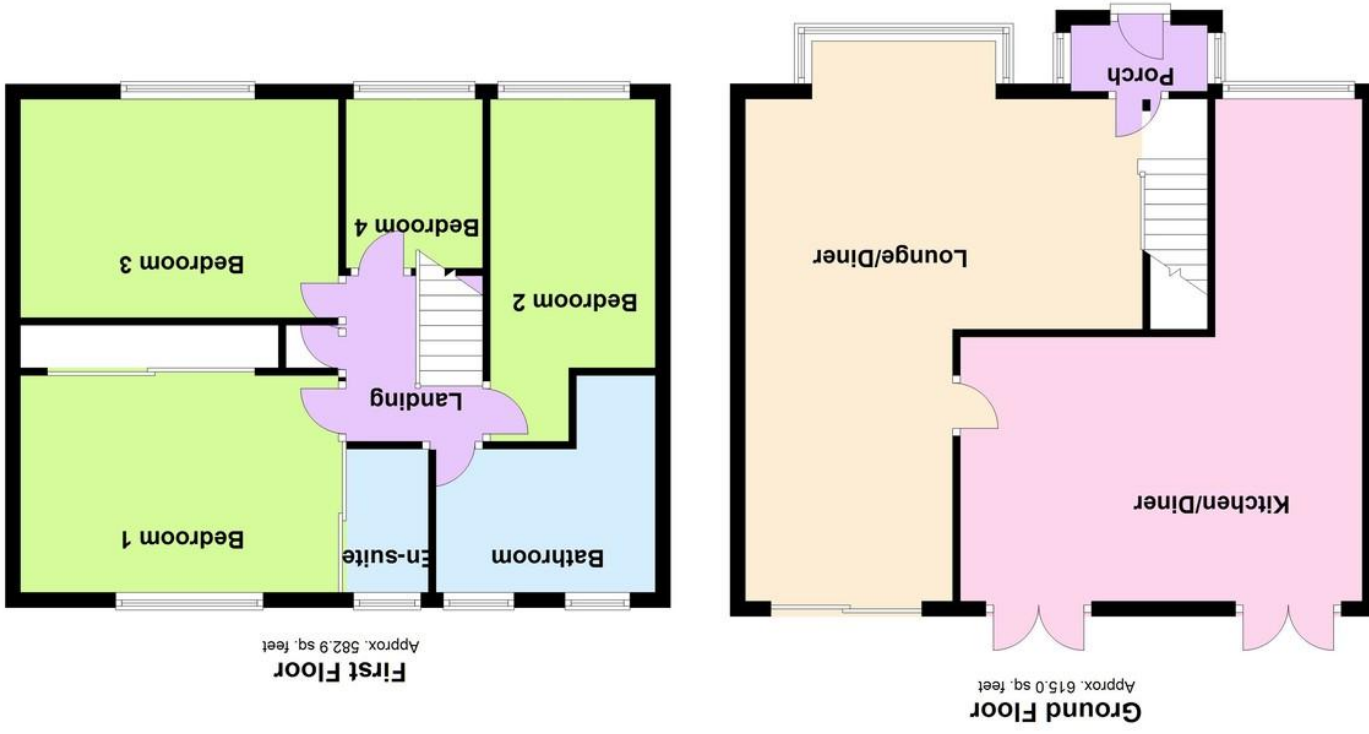 Ground Floor
Approx. 615.0 sq. feet
Kitchen/Diner
Lounge/Diner
Porch
First Floor
Approx. 582.9 sq. feet
Bathroom
En-suite
Bedroom 1
Landing
Bedroom 2
Bedroom 3
Bedroom 4